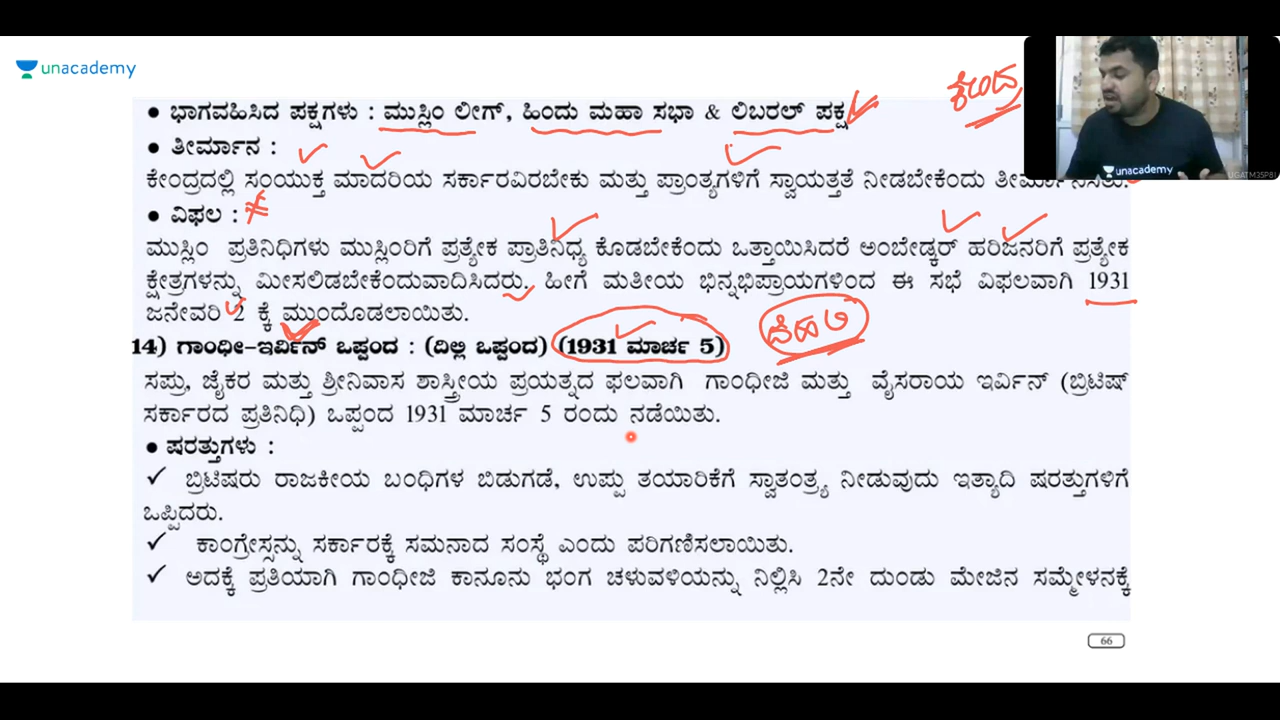 unacademy
• ಭಾಗವಹಿಸಿದ ಪಕ್ಷಗಳು : ಮುಸ್ಲಿಂ ಲೀಗ್, ಹಿಂದು ಮಹಾ ಸಭಾ & ಲಿಬರಲ್ ಪಕ್ಷ
• ತೀರ್ಮಾನ :
ಕೇಂದ್ರದಲ್ಲಿ ಸಂಯುಕ್ತ ಮಾದರಿಯ ಸರ್ಕಾರವಿರಬೇಕು ಮತ್ತು ಪ್ರಾಂತ್ಯಗಳಿಗೆ ಸ್ವಾಯತ್ತತೆ ನೀಡಬೇಕೆಂದು ತೀರ್ಮಾನಿಸಿತು.
• ವಿಫಲ :
ಮುಸ್ಲಿಂ ಪ್ರತಿನಿಧಿಗಳು ಮುಸ್ಲಿಂರಿಗೆ ಪ್ರತ್ಯೇಕ ಪ್ರಾತಿನಿಧ್ಯ ಕೊಡಬೇಕೆಂದು ಒತ್ತಾಯಿಸಿದರೆ ಅಂಬೇಡ್ಕರ್ ಹರಿಜನರಿಗೆ ಪ್ರತ್ಯೇಕ
ಕ್ಷೇತ್ರಗಳನ್ನು ಮೀಸಲಿಡಬೇಕೆಂದುವಾದಿಸಿದರು. ಹೀಗೆ ಮತೀಯ ಭಿನ್ನಭಿಪ್ರಾಯಗಳಿಂದ ಈ ಸಭೆ ವಿಫಲವಾಗಿ 1931
ಜನೇವರಿ 2 ಕ್ಕೆ ಮುಂದೊಡಲಾಯಿತು.
14) ಗಾಂಧೀ-ಇರ್ವಿನ್ ಒಪ್ಪಂದ : (ದಿಲ್ಲಿ ಒಪ್ಪಂದ) (1931 ಮಾರ್ಚ 5)
ಸಪ್ರು, ಜೈಕರ ಮತ್ತು ಶ್ರೀನಿವಾಸ ಶಾಸ್ತ್ರೀಯ ಪ್ರಯತ್ನದ ಫಲವಾಗಿ ಗಾಂಧೀಜಿ ಮತ್ತು ವೈಸರಾಯ ಇರ್ವಿನ್ (ಬ್ರಿಟಿಷ್
ಸರ್ಕಾರದ ಪ್ರತಿನಿಧಿ) ಒಪ್ಪಂದ 1931 ಮಾರ್ಚ 5 ರಂದು ನಡೆಯಿತು.
• ಷರತ್ತುಗಳು :
✓ ಬ್ರಿಟಿಷರು ರಾಜಕೀಯ ಬಂಧಿಗಳ ಬಿಡುಗಡೆ, ಉಪ್ಪು ತಯಾರಿಕೆಗೆ ಸ್ವಾತಂತ್ರ್ಯ ನೀಡುವುದು ಇತ್ಯಾದಿ ಷರತ್ತುಗಳಿಗೆ
ಒಪ್ಪಿದರು.
✓ ಕಾಂಗ್ರೇಸ್ಸನ್ನು ಸರ್ಕಾರಕ್ಕೆ ಸಮನಾದ ಸಂಸ್ಥೆ ಎಂದು ಪರಿಗಣಿಸಲಾಯಿತು.
✓ ಅದಕ್ಕೆ ಪ್ರತಿಯಾಗಿ ಗಾಂಧೀಜಿ ಕಾನೂನು ಭಂಗ ಚಳುವಳಿಯನ್ನು ನಿಲ್ಲಿಸಿ 2ನೇ ದುಂಡು ಮೇಜಿನ ಸಮ್ಮೇಳನಕ್ಕೆ
66
unacademy